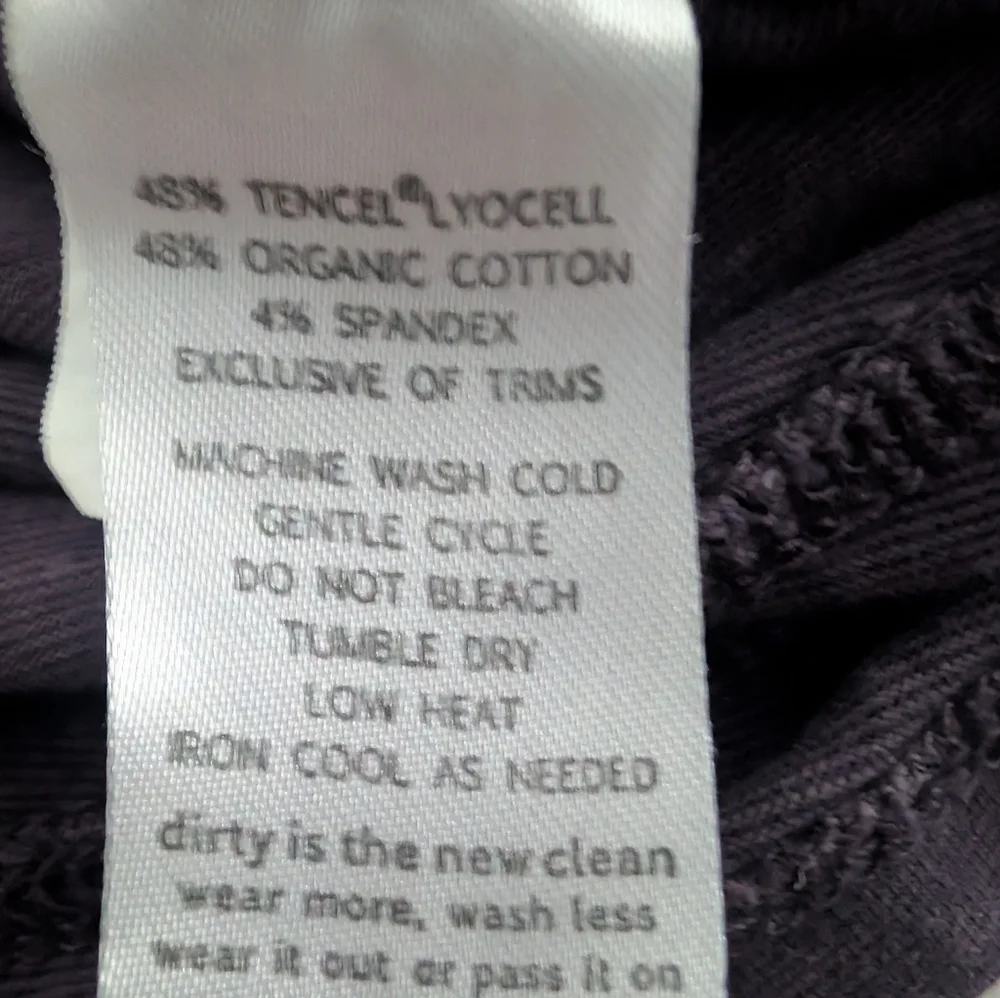 48% TENCEL® LYOCELL
48% ORGANIC COTTON
4% SPANDEX
EXCLUSIVE OF TRIMS
MACHINE WASH COLD
GENTLE CYCLE
DO NOT BLEACH
TUMBLE DRY
LOW HEAT
IRON COOL AS NEEDED
dirty is the new clean
wear more, wash less
wear it out or pass it on